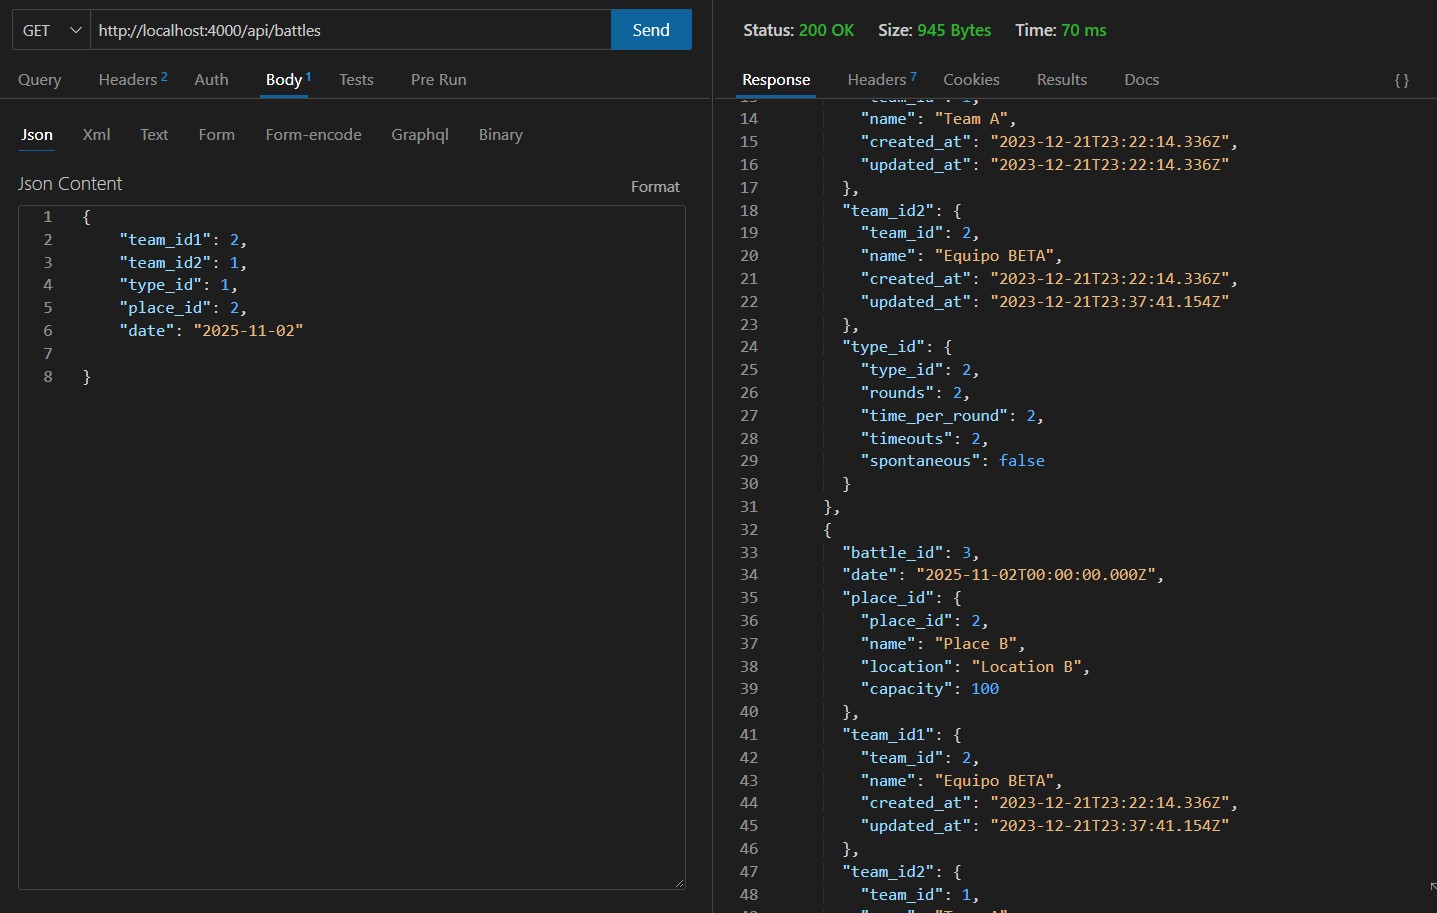 GET http://localhost:4000/api/battles Send
Query Headers 2 Auth Body 1 Tests Pre Run
Json Xml Text Form Form-encode Graphql Binary
Json Content
Format
1 {
2 "team_id1": 2,
3 "team_id2": 1,
4 "type_id": 1,
5 "place_id": 2,
6 "date": "2025-11-02"
7
8 }
Status: 200 OK Size: 945 Bytes Time: 70 ms
Response Headers 7 Cookies Results Docs { }
14 "name": "Team A",
15 "created_at": "2023-12-21T23:22:14.336Z",
16 "updated_at": "2023-12-21T23:22:14.336Z"
17 },
18 "team_id2": {
19 "team_id": 2,
20 "name": "Equipo BETA",
21 "created_at": "2023-12-21T23:22:14.336Z",
22 "updated_at": "2023-12-21T23:37:41.154Z"
23 },
24 "type_id": {
25 "type_id": 2,
26 "rounds": 2,
27 "time_per_round": 2,
28 "timeouts": 2,
29 "spontaneous": false
30 }
31 },
32 {
33 "battle_id": 3,
34 "date": "2025-11-02T00:00:00.000Z",
35 "place_id": {
36 "place_id": 2,
37 "name": "Place B",
38 "location": "Location B",
39 "capacity": 100
40 },
41 "team_id1": {
42 "team_id": 2,
43 "name": "Equipo BETA",
44 "created_at": "2023-12-21T23:22:14.336Z",
45 "updated_at": "2023-12-21T23:37:41.154Z"
46 },
47 "team_id2": {
48 "team_id": 1,